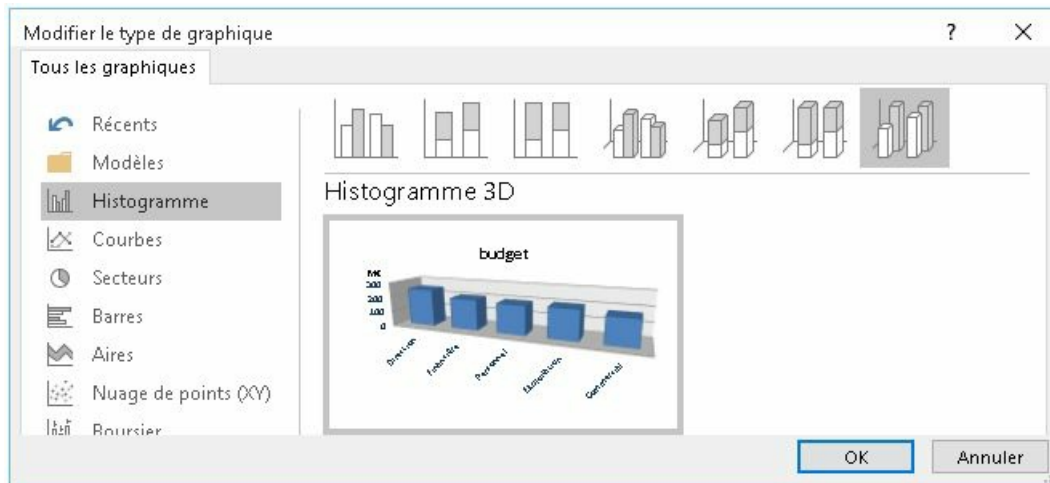 Modifier le type de graphique ?
Tous les graphiques
Récents
Modèles
Histogramme
Courbes
Secteurs
Barres
Aires
Nuage de points (XY)
Boursier
Histogramme 3D
budget
M€
300
200
100
0
Direction
Financière
Personnel
Commercial
OK Annuler